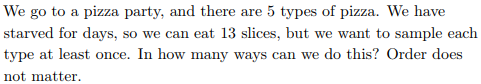 We go to a pizza party, and there are 5 types of pizza. We have
starved for days, so we can eat 13 slices, but we want to sample each
type at least once. In how many ways can we do this? Order does
not matter.